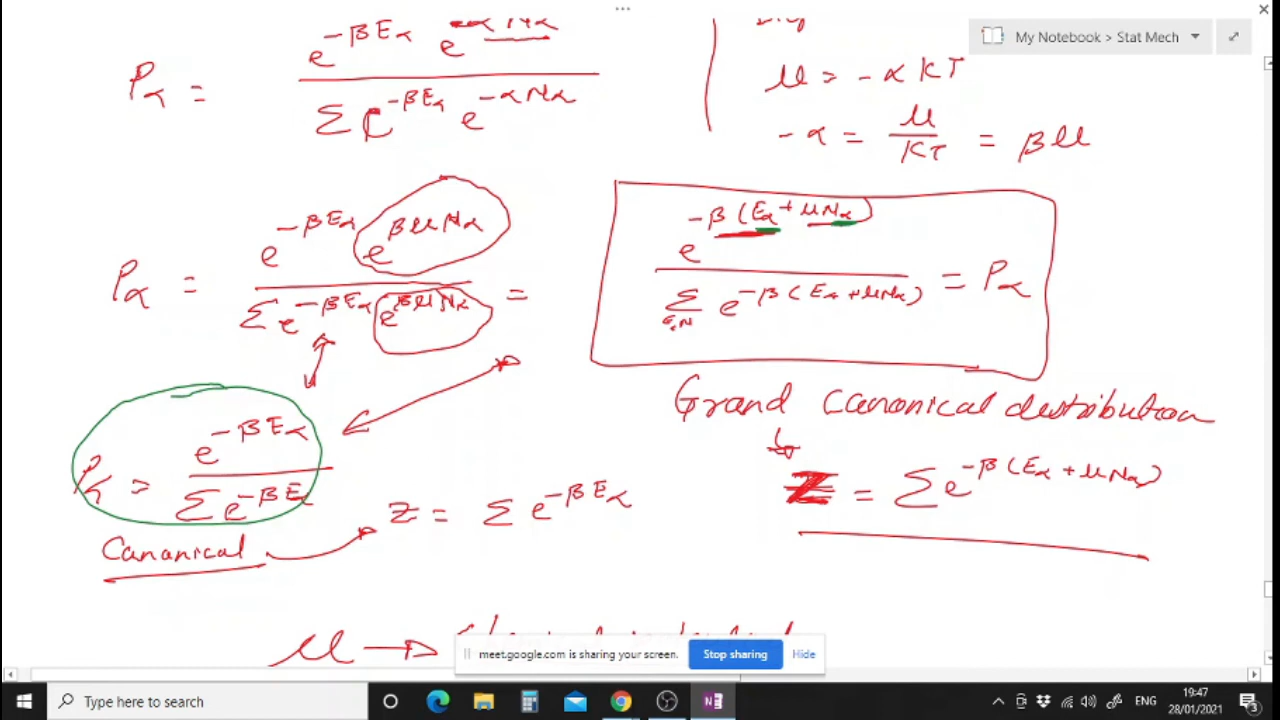 My Notebook > Stat Mech
e^{-βE_α} e^{-αN_α}
P_α =
Σ e^{-βE_α} e^{-αN_α}
μ = -αKT
-α = μ/KT = βμ
P_α = e^{-βE_α} e^{βμN_α} / Σ e^{-βE_α} e^{βμN_α} =
e^{-β(E_α+μN_α)} / Σ_{E,N} e^{-β(E_α+μN_α)} = P_α
Grand Canonical distribution
P_α = e^{-βE_α} / Σ e^{-βE_α}
Z = Σ e^{-βE_α}
Z = Σ e^{-β(E_α+μN_α)}
Canonical
μ →
meet.google.com is sharing your screen.
Stop sharing
Hide
Type here to search
ENG
19:47
28/01/2021
3